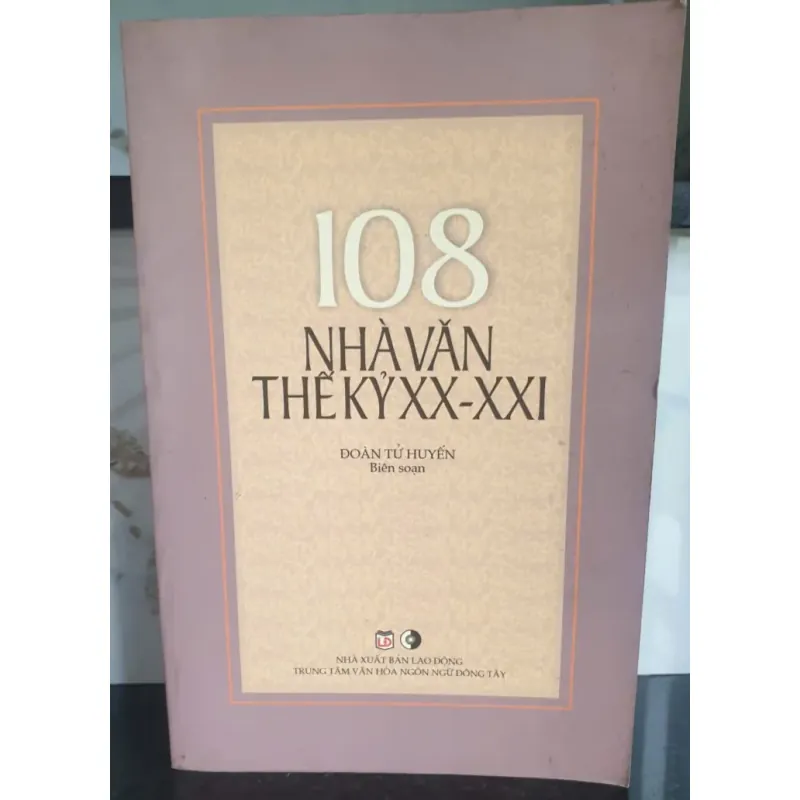 108
NHÀ VĂN
THẾ KỶ XX-XXI
ĐOÀN TỬ HUYẾN
Biên soạn
LĐ
NHÀ XUẤT BẢN LAO ĐỘNG
TRUNG TÂM VĂN HÓA NGÔN NGỮ ĐÔNG TÂY